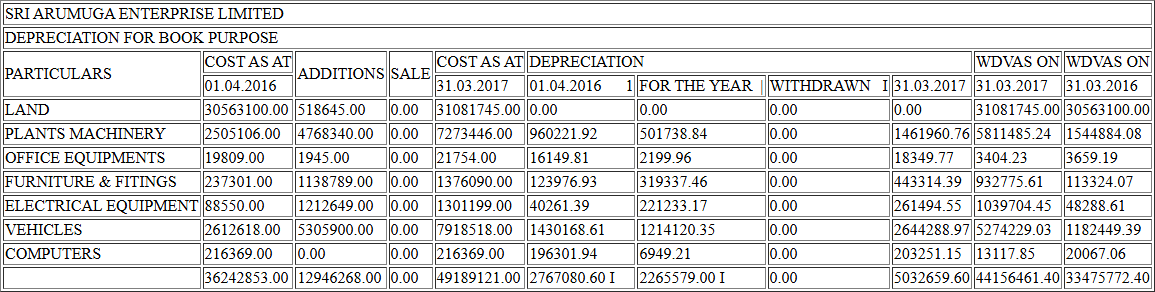 SRI ARUMUGA ENTERPRISE LIMITED
DEPRECIATION FOR BOOK PURPOSE
PARTICULARS COST AS AT ADDITIONS SALE COST AS AT DEPRECIATION WDVAS ON WDVAS ON
01.04.2016 31.03.2017 01.04.2016 1 FOR THE YEAR | WITHDRAWN I 31.03.2017 31.03.2017 31.03.2016
LAND 30563100.00 518645.00 0.00 31081745.00 0.00 0.00 0.00 0.00 31081745.00 30563100.00
PLANTS MACHINERY 2505106.00 4768340.00 0.00 7273446.00 960221.92 501738.84 0.00 1461960.76 5811485.24 1544884.08
OFFICE EQUIPMENTS 19809.00 1945.00 0.00 21754.00 16149.81 2199.96 0.00 18349.77 3404.23 3659.19
FURNITURE & FITINGS 237301.00 1138789.00 0.00 1376090.00 123976.93 319337.46 0.00 443314.39 932775.61 113324.07
ELECTRICAL EQUIPMENT 88550.00 1212649.00 0.00 1301199.00 40261.39 221233.17 0.00 261494.55 1039704.45 48288.61
VEHICLES 2612618.00 5305900.00 0.00 7918518.00 1430168.61 1214120.35 0.00 2644288.97 5274229.03 1182449.39
COMPUTERS 216369.00 0.00 0.00 216369.00 196301.94 6949.21 0.00 203251.15 13117.85 20067.06
36242853.00 12946268.00 0.00 49189121.00 2767080.60 I 2265579.00 I 0.00 5032659.60 44156461.40 33475772.40